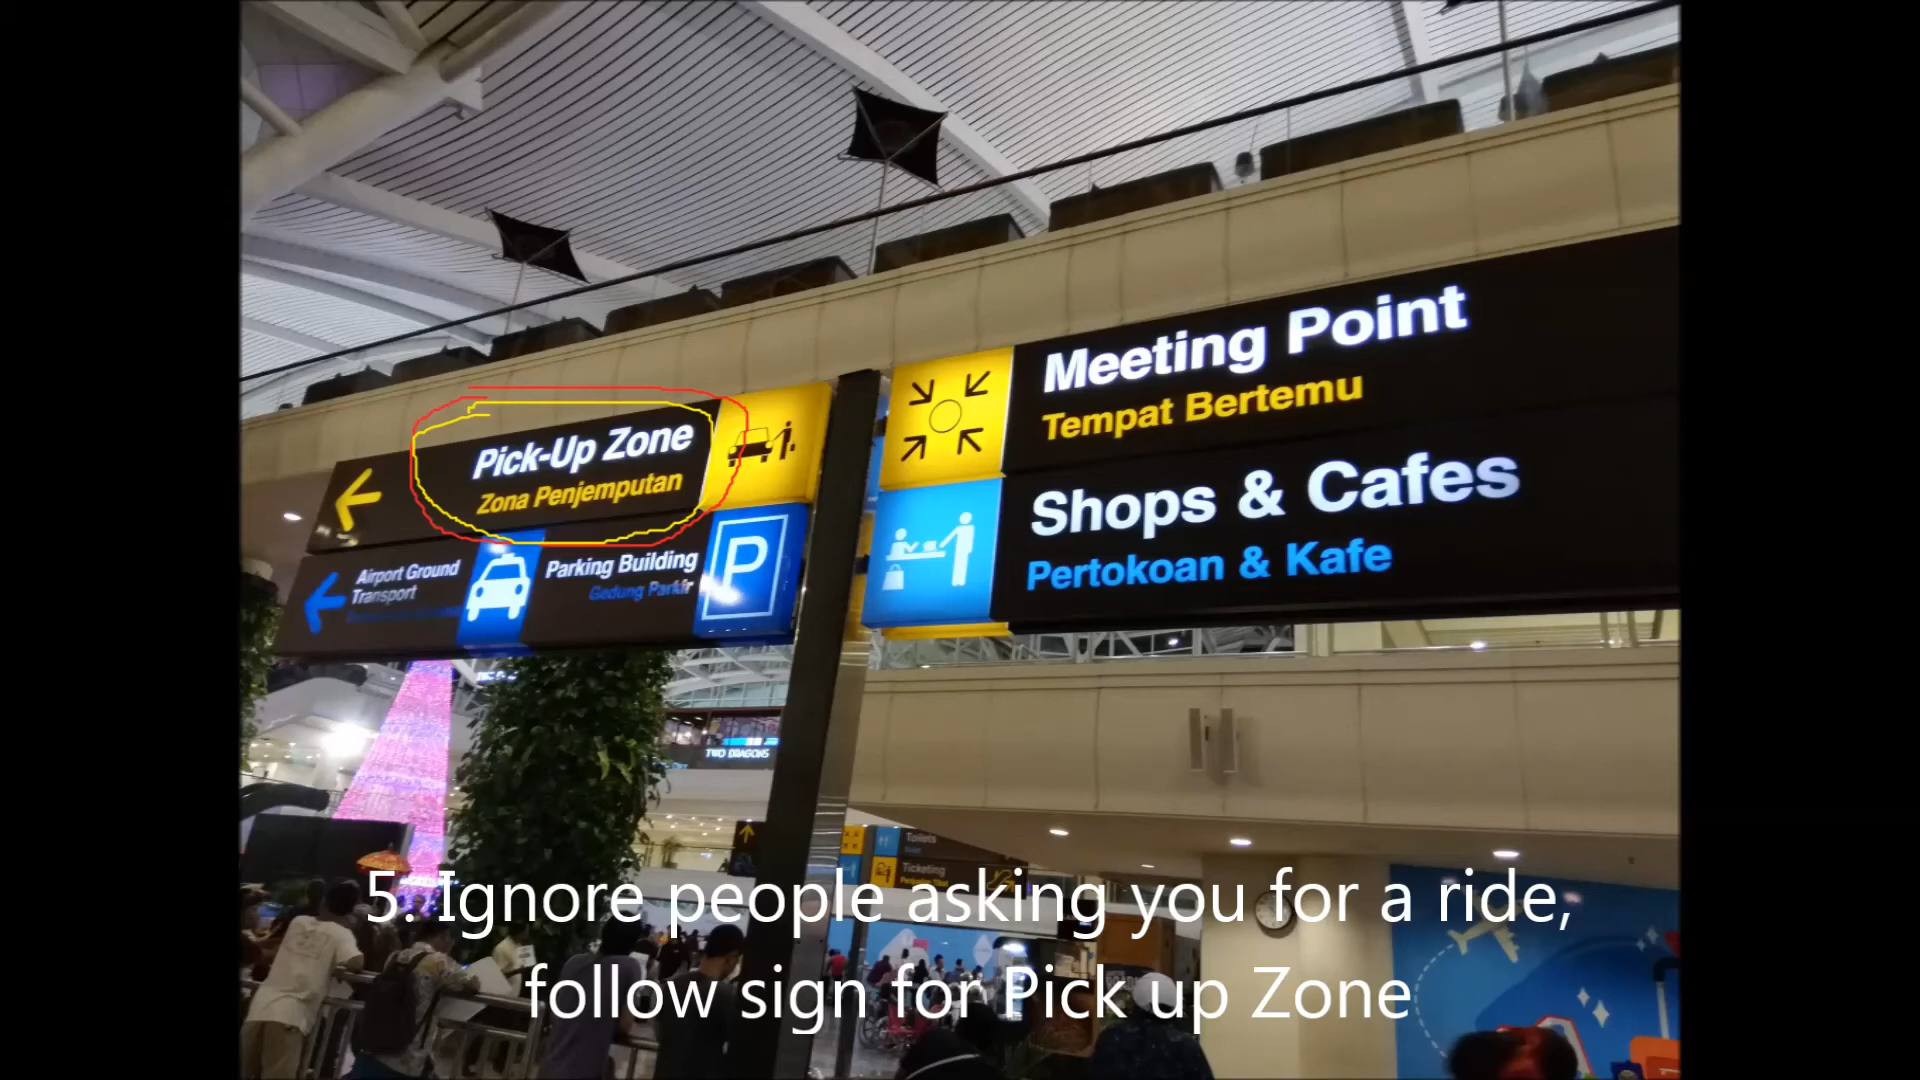 Pick-Up Zone
Zona Penjemputan
Airport Ground
Transport
Parking Building
Gedung Parkir
P
Meeting Point
Tempat Bertemu
Shops & Cafes
Pertokoan & Kafe
TWO DRAGONS
Toilets
Ticketing
5. Ignore people asking you for a ride,
follow sign for Pick up Zone